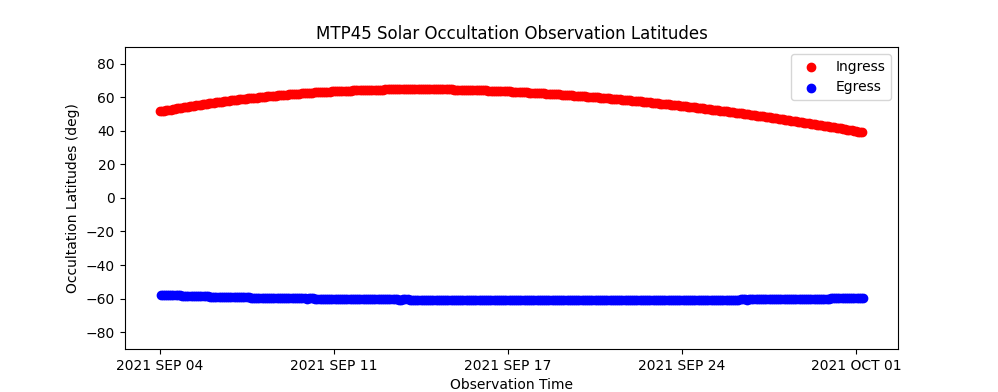 MTP45 Solar Occultation Observation Latitudes
Occultation Latitudes (deg)
80
60
40
20
0
−20
−40
−60
−80
Ingress
Egress
2021 SEP 04
2021 SEP 11
2021 SEP 17
2021 SEP 24
2021 OCT 01
Observation Time